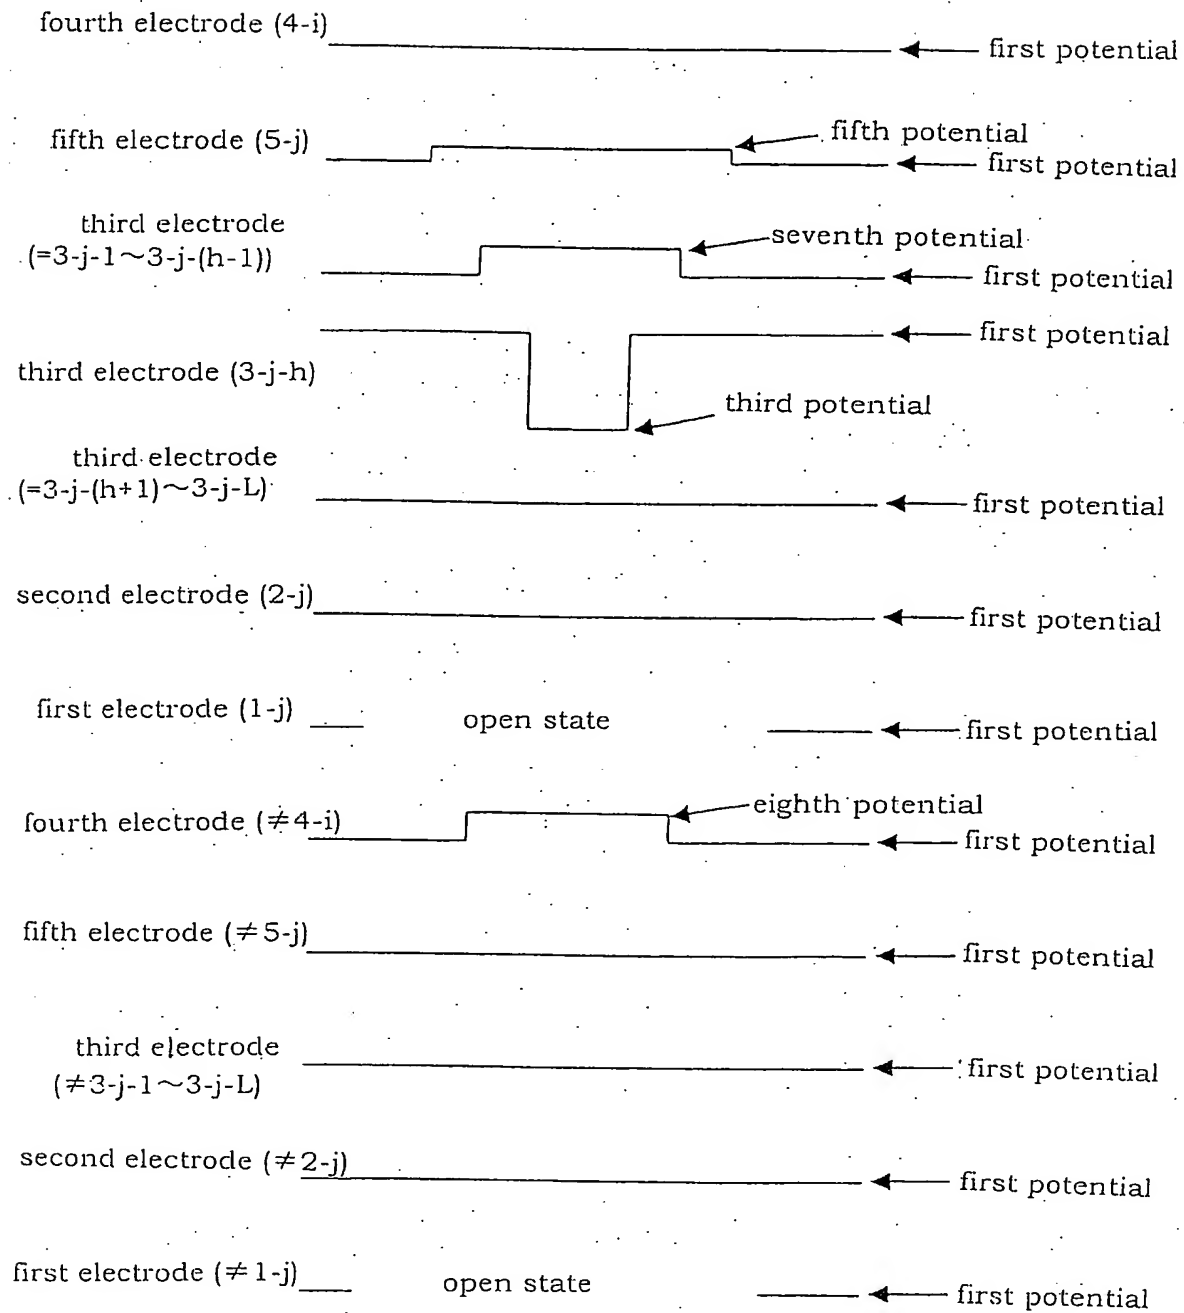 fourth electrode (4-i)
first potential
fifth electrode (5-j)
fifth potential
first potential
third electrode
(=3-j-1~3-j-(h-1))
seventh potential
first potential
first potential
third electrode (3-j-h)
third potential
third electrode
(=3-j-(h+1)~3-j-L)
first potential
second electrode (2-j)
first potential
first electrode (1-j)
open state
first potential
fourth electrode (≠4-i)
eighth potential
first potential
fifth electrode (≠5-j)
first potential
third electrode
(≠3-j-1~3-j-L)
first potential
second electrode (≠2-j)
first potential
first electrode (≠1-j)
open state
first potential